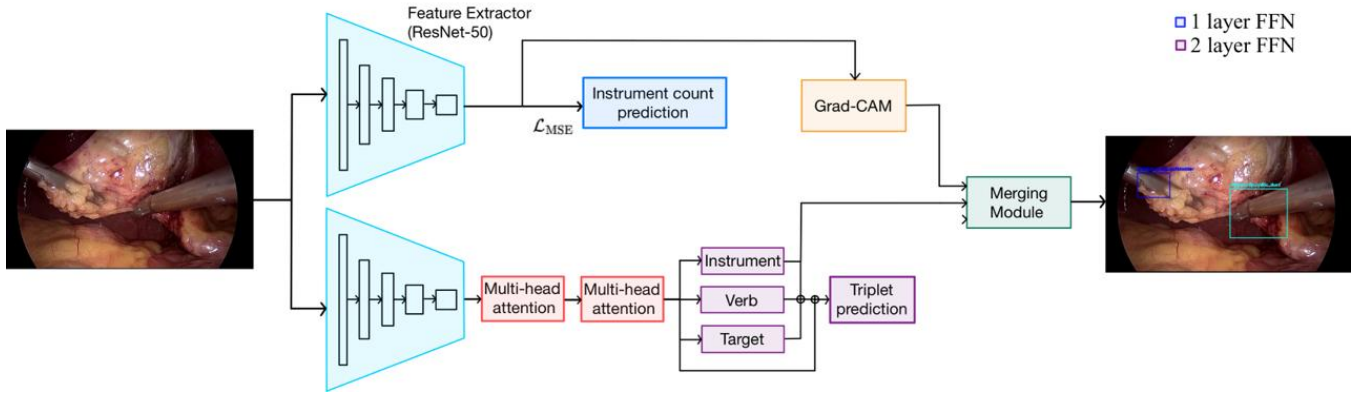 Feature Extractor
(ResNet-50)
1 layer FFN
2 layer FFN
Instrument count
prediction
Grad-CAM
ℒMSE
Merging
Module
Instrument
Multi-head
attention
Multi-head
attention
Verb
Triplet
prediction
Target